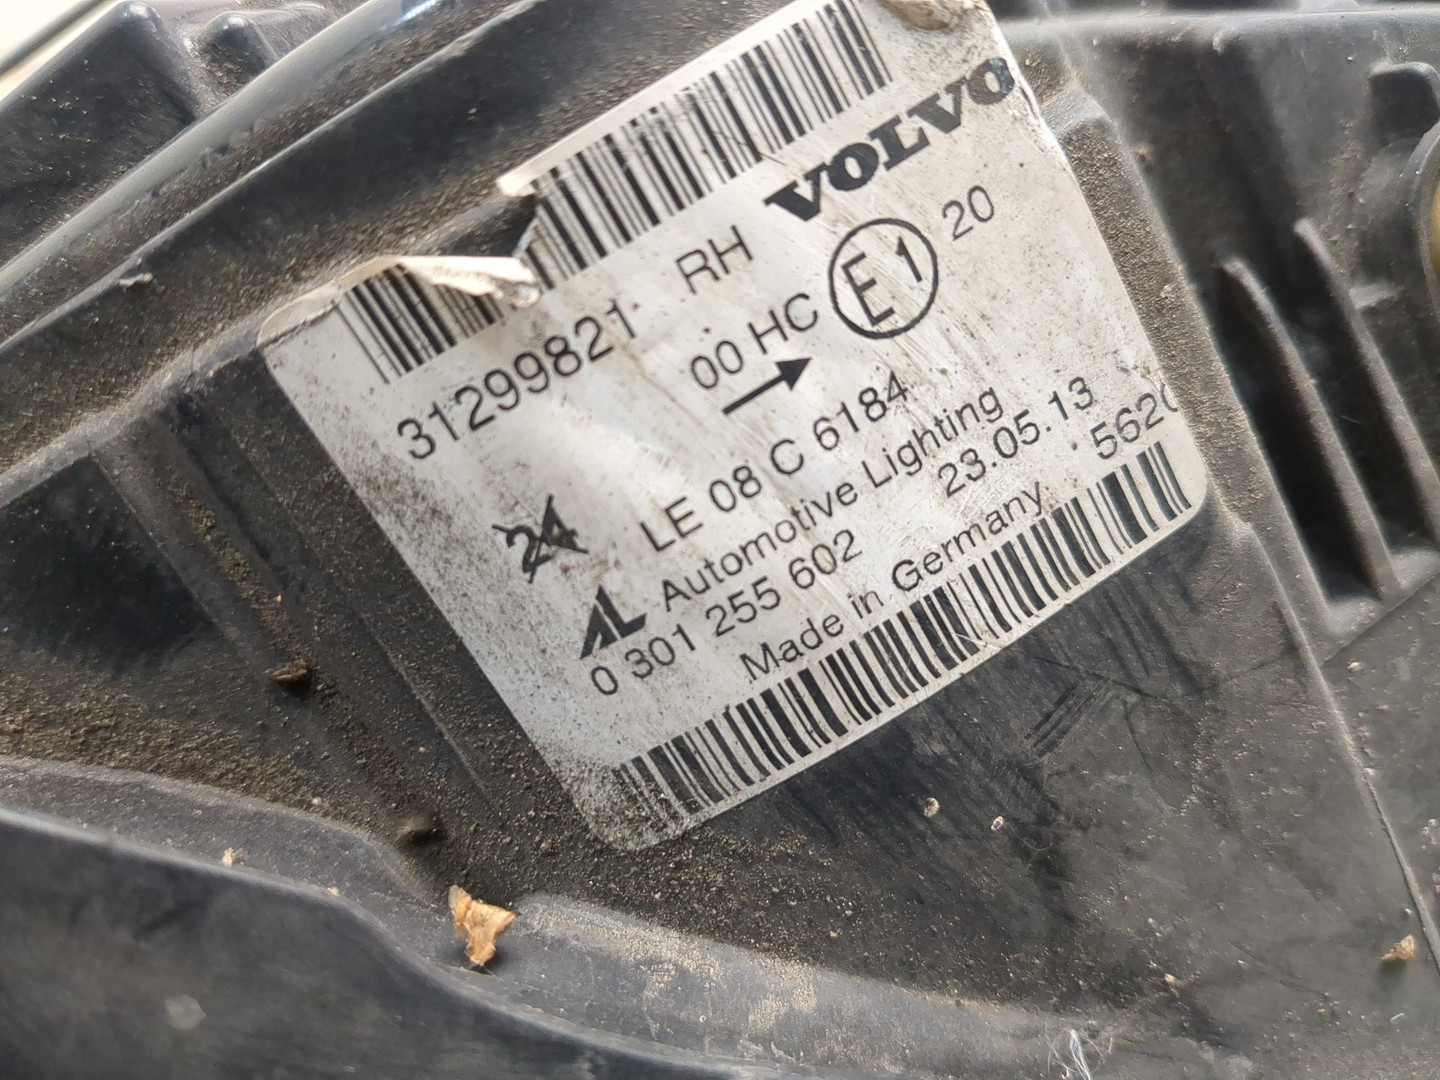 31299821 RH VOLVO
00 HC E1 20
24 LE 08 C 6184
AL Automotive Lighting
0 301 255 602 23.05.13
Made in Germany 562